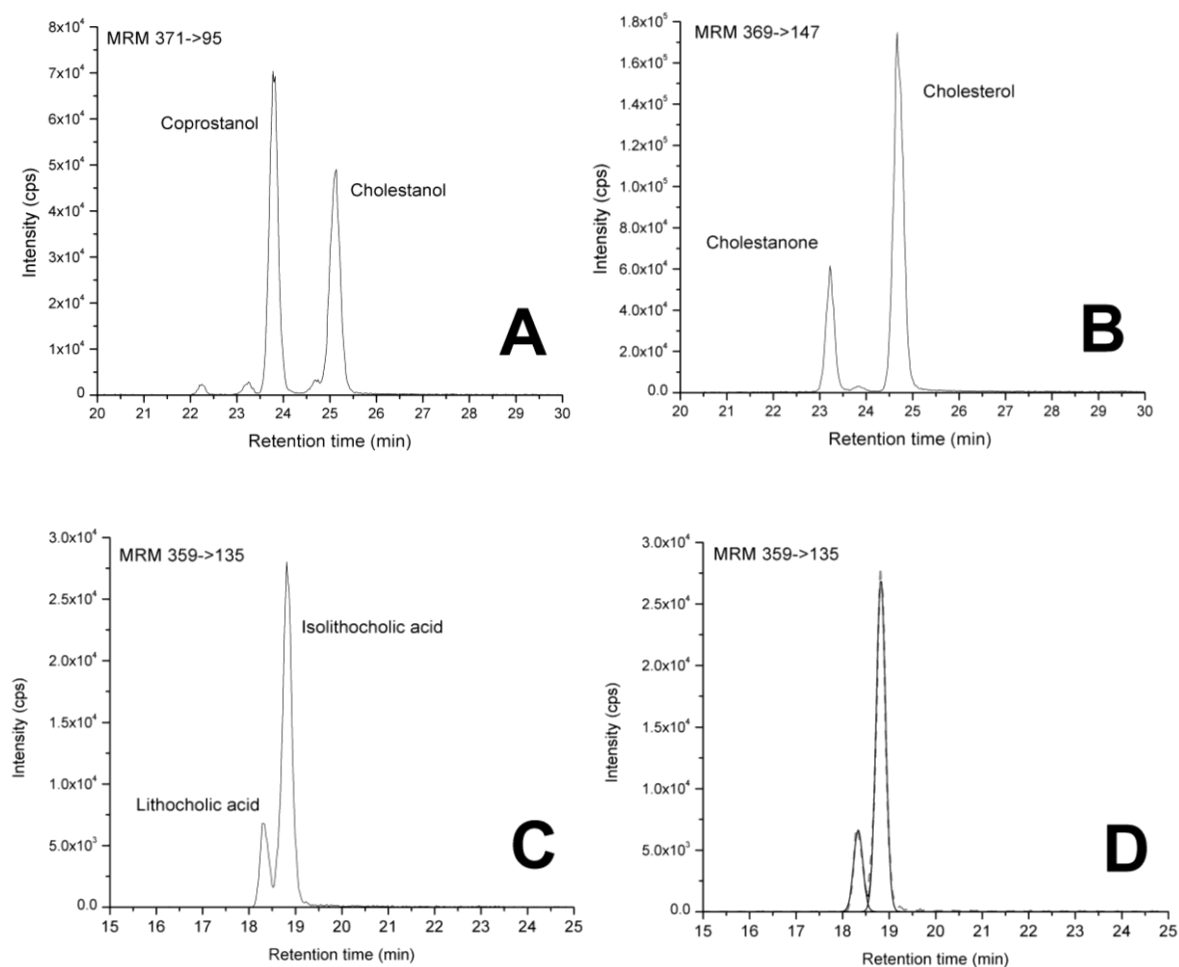 MRM 371->95
8x10⁴
7x10⁴
6x10⁴
5x10⁴
4x10⁴
3x10⁴
2x10⁴
1x10⁴
0
Intensity (cps)
Coprostanol
Cholestanol
A
20 21 22 23 24 25 26 27 28 29 30
Retention time (min)
MRM 369->147
1.8x10⁵
1.6x10⁵
1.4x10⁵
1.2x10⁵
1.0x10⁵
8.0x10⁴
6.0x10⁴
4.0x10⁴
2.0x10⁴
0.0
Intensity (cps)
Cholesterol
Cholestanone
B
20 21 22 23 24 25 26 27 28 29 30
Retention time (min)
MRM 359->135
3.0x10⁴
2.5x10⁴
2.0x10⁴
1.5x10⁴
1.0x10⁴
5.0x10³
0.0
Intensity (cps)
Isolithocholic acid
Lithocholic acid
C
15 16 17 18 19 20 21 22 23 24 25
Retention time (min)
MRM 359->135
3.0x10⁴
2.5x10⁴
2.0x10⁴
1.5x10⁴
1.0x10⁴
5.0x10³
0.0
Intensity (cps)
D
15 16 17 18 19 20 21 22 23 24 25
Retention time (min)